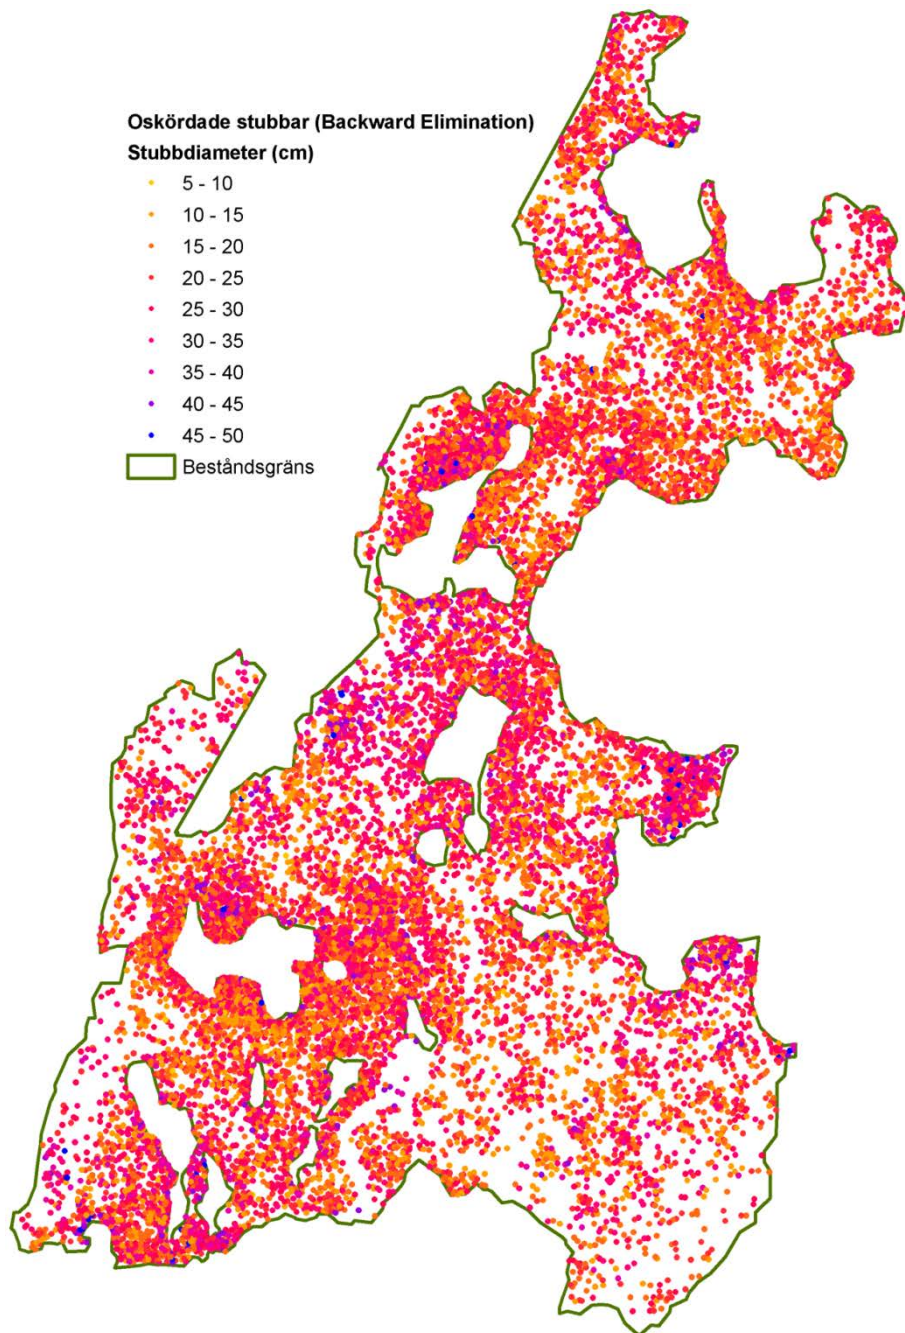 Oskördade stubbar (Backward Elimination)
Stubbdiameter (cm)
5 - 10
10 - 15
15 - 20
20 - 25
25 - 30
30 - 35
35 - 40
40 - 45
45 - 50
Beståndsgräns